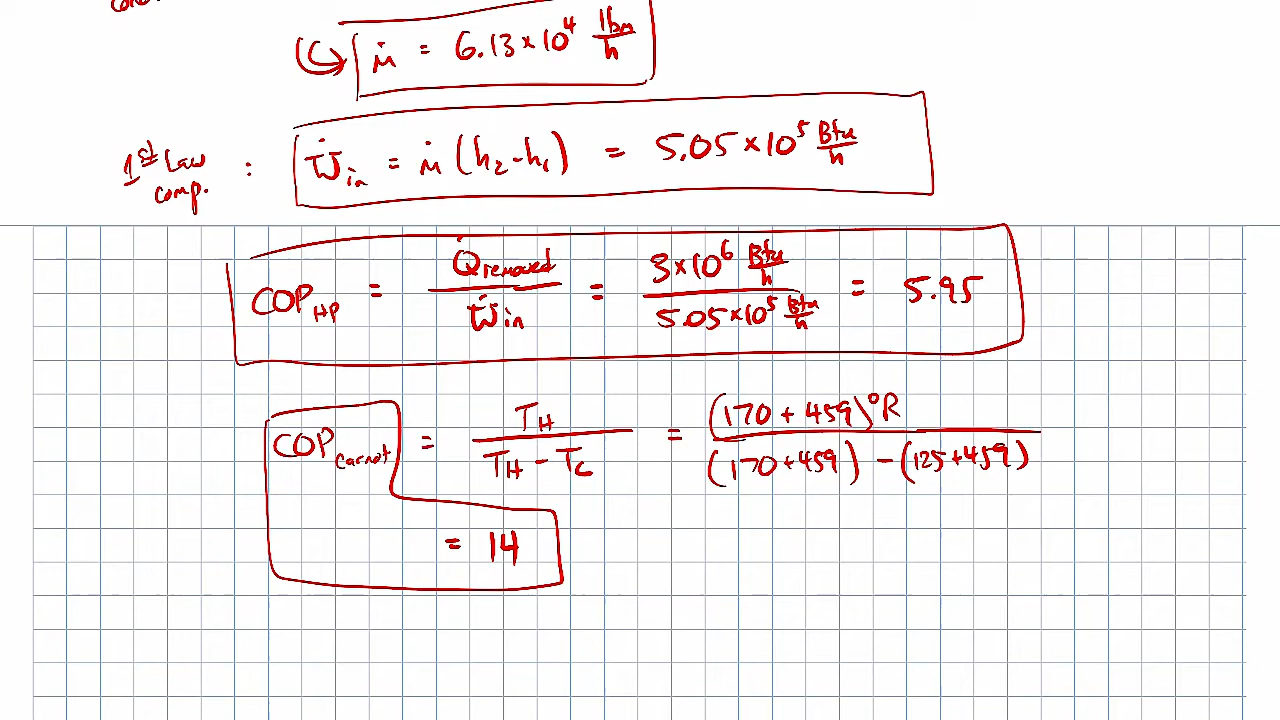 ṁ = 6.13×10⁴ lbm/h
1st Law comp. : Ẇin = ṁ(h₂-h₁) = 5.05×10⁵ Btu/h
COP_HP = Q̇removed / Ẇin = 3×10⁶ Btu/h / 5.05×10⁵ Btu/h = 5.95
COP_Carnot = T_H / (T_H - T_C) = (170 + 459)°R / (170+459) - (125+459)
= 14